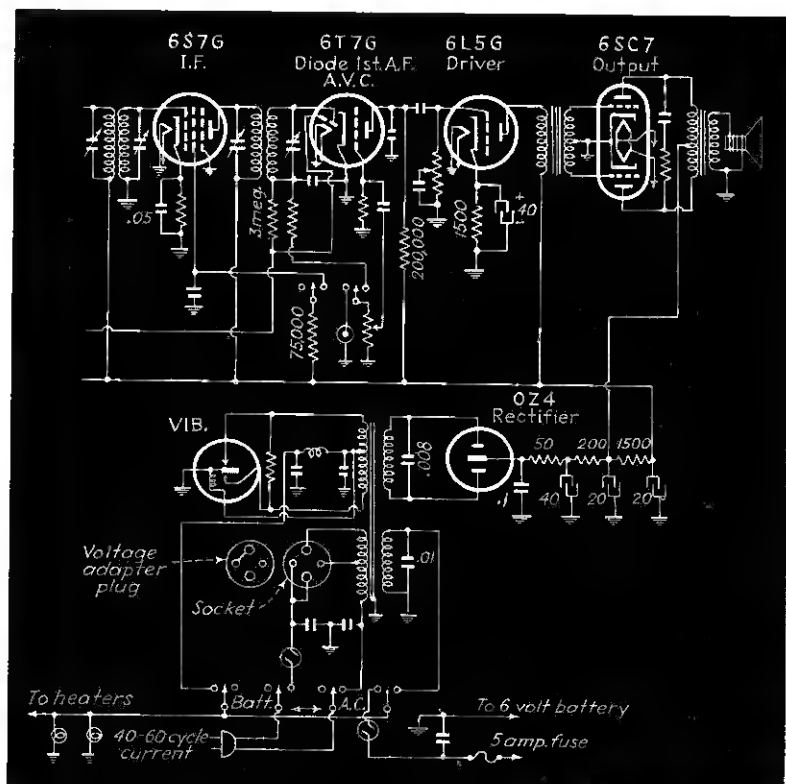 6S7G
I.F.
6T7G
Diode 1st. A.F.
A.V.C.
6L5G
Driver
6SC7
Output
.05
3 meg.
75,000
200,000
1500
+
40
-
VIB.
.008
OZ4
Rectifier
50
200
1500
.1
40
20
20
Voltage
adapter
plug
Socket
.01
To heaters
Batt.
A.C.
40-60 cycle
current
To 6 volt battery
5 amp. fuse